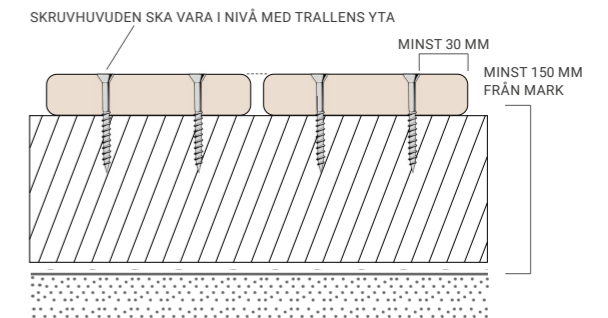 SKRUVHUVUDEN SKA VARA I NIVÅ MED TRALLENS YTA
MINST 30 MM
MINST 150 MM
FRÅN MARK